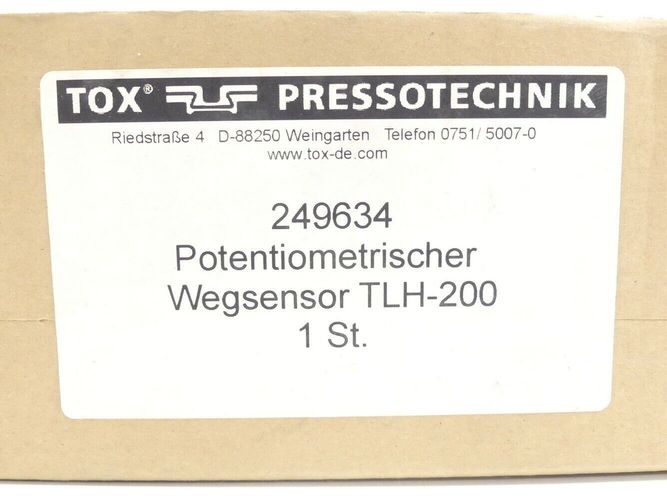 TOX® PRESSOTECHNIK
Riedstraße 4 D-88250 Weingarten Telefon 0751/ 5007-0
www.tox-de.com
249634
Potentiometrischer
Wegsensor TLH-200
1 St.